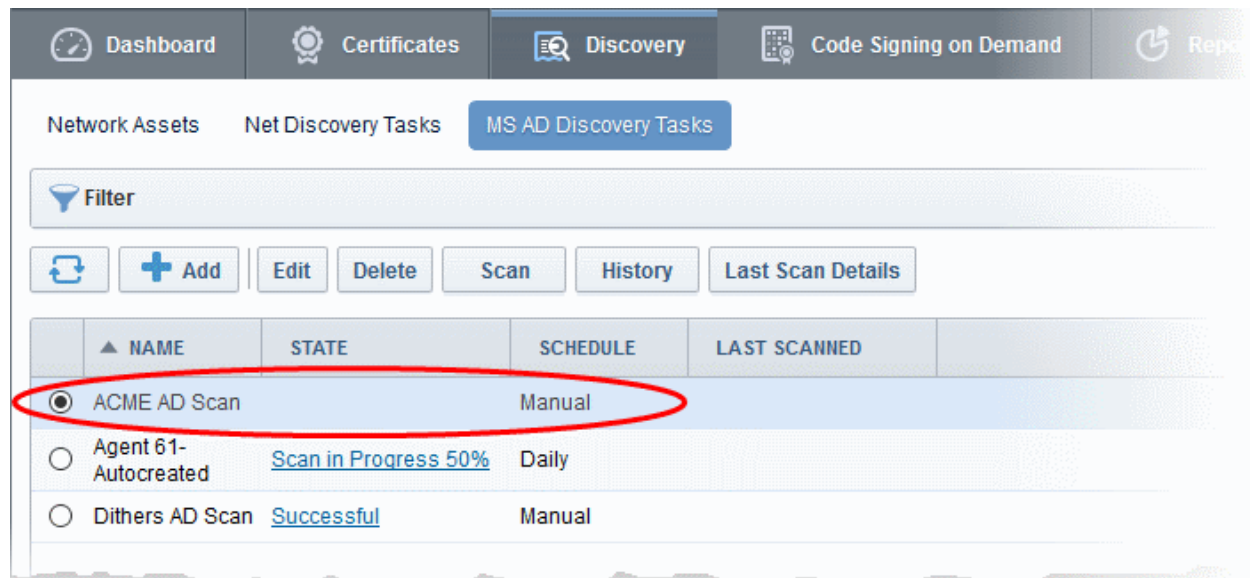 Dashboard Certificates Discovery Code Signing on Demand
Network Assets Net Discovery Tasks MS AD Discovery Tasks
Filter
Add Edit Delete Scan History Last Scan Details
NAME STATE SCHEDULE LAST SCANNED
ACME AD Scan Manual
Agent 61-
Autocreated Scan in Progress 50% Daily
Dithers AD Scan Successful Manual